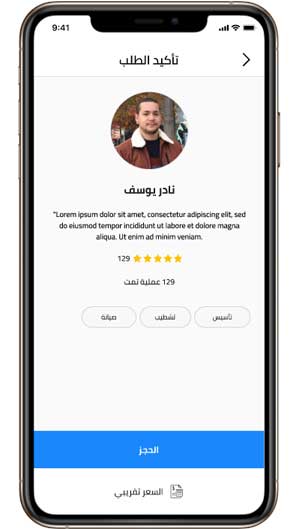 9:41
تأكيد الطلب
نادر يوسف
"Lorem ipsum dolor sit amet, consectetur adipiscing elit, sed
do eiusmod tempor incididunt ut labore et dolore magna
aliqua. Ut enim ad minim veniam.
129
129 عملية تمت
تأسيس تشطيب صيانة
الحجز
السعر تقريبي